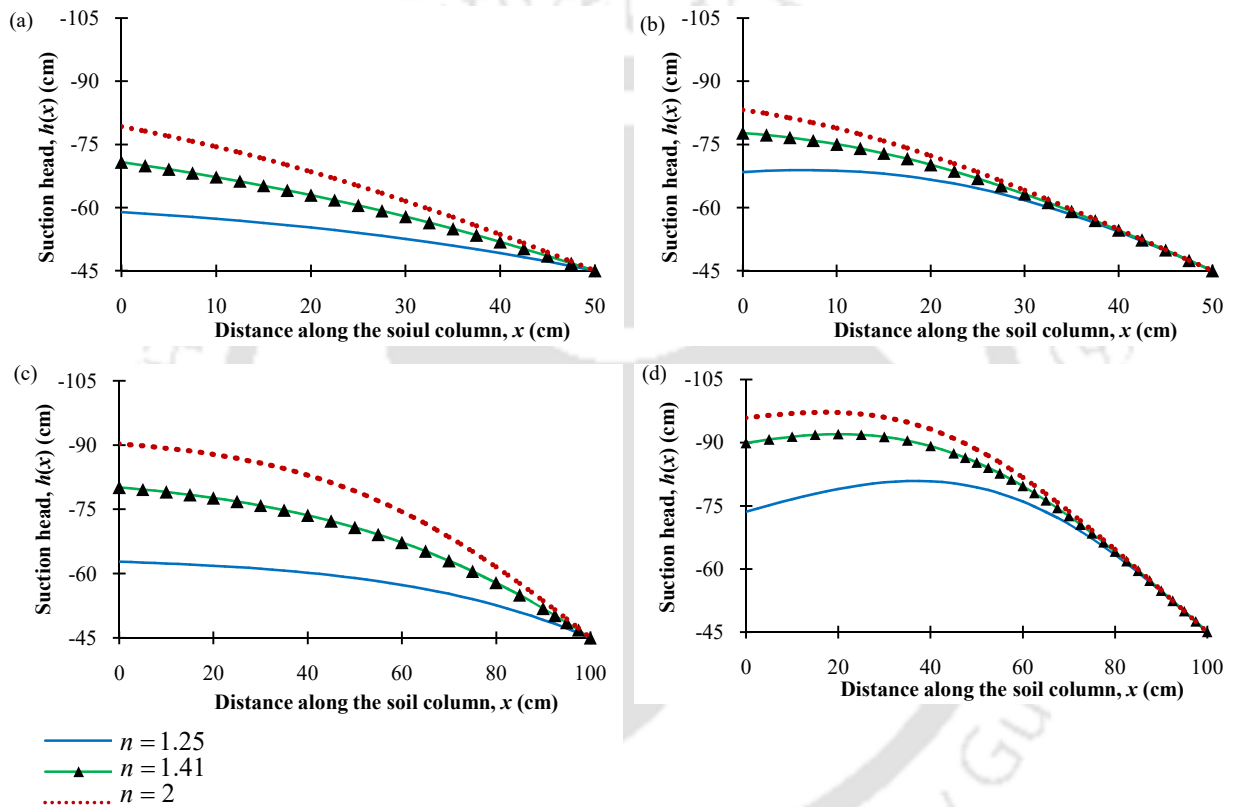 (a)
-105
-90
-75
-60
-45
Suction head, h(x) (cm)
0 10 20 30 40 50
Distance along the soiul column, x (cm)
(b)
-105
-90
-75
-60
-45
Suction head, h(x) (cm)
0 10 20 30 40 50
Distance along the soil column, x (cm)
(c)
-105
-90
-75
-60
-45
Suction head, h(x) (cm)
0 20 40 60 80 100
Distance along the soil column, x (cm)
(d)
-105
-90
-75
-60
-45
Suction head, h(x) (cm)
0 20 40 60 80 100
Distance along the soil column, x (cm)
n = 1.25
n = 1.41
n = 2